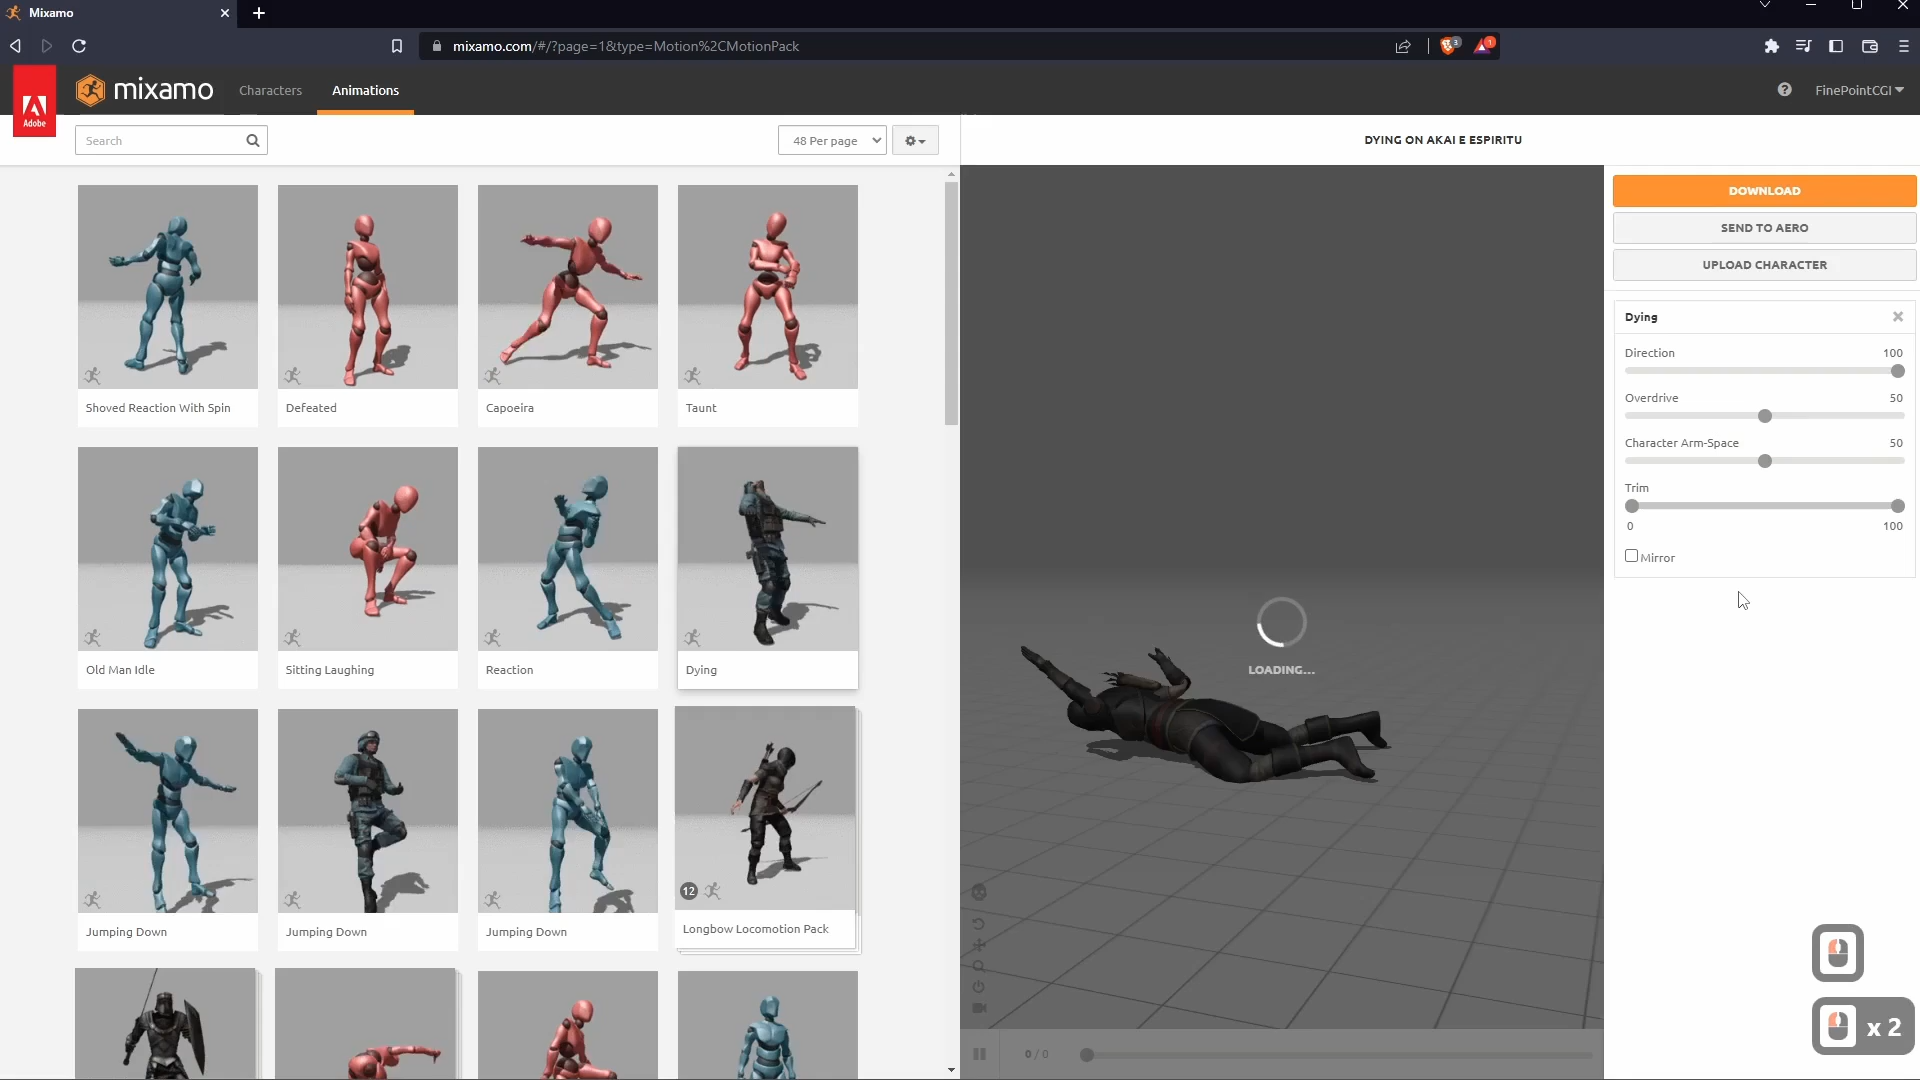 Mixamo
mixamo.com/#/?page=1&type=Motion%2CMotionPack
3
1
Adobe
mixamo
Characters
Animations
FinePointCGI
Search
48 Per page
DYING ON AKAI E ESPIRITU
DOWNLOAD
SEND TO AERO
UPLOAD CHARACTER
Shoved Reaction With Spin
Defeated
Capoeira
Taunt
Dying
Direction
100
Overdrive
50
Character Arm-Space
50
Trim
0
100
Mirror
Old Man Idle
Sitting Laughing
Reaction
Dying
LOADING...
12
Jumping Down
Jumping Down
Jumping Down
Longbow Locomotion Pack
0 / 0
x 2